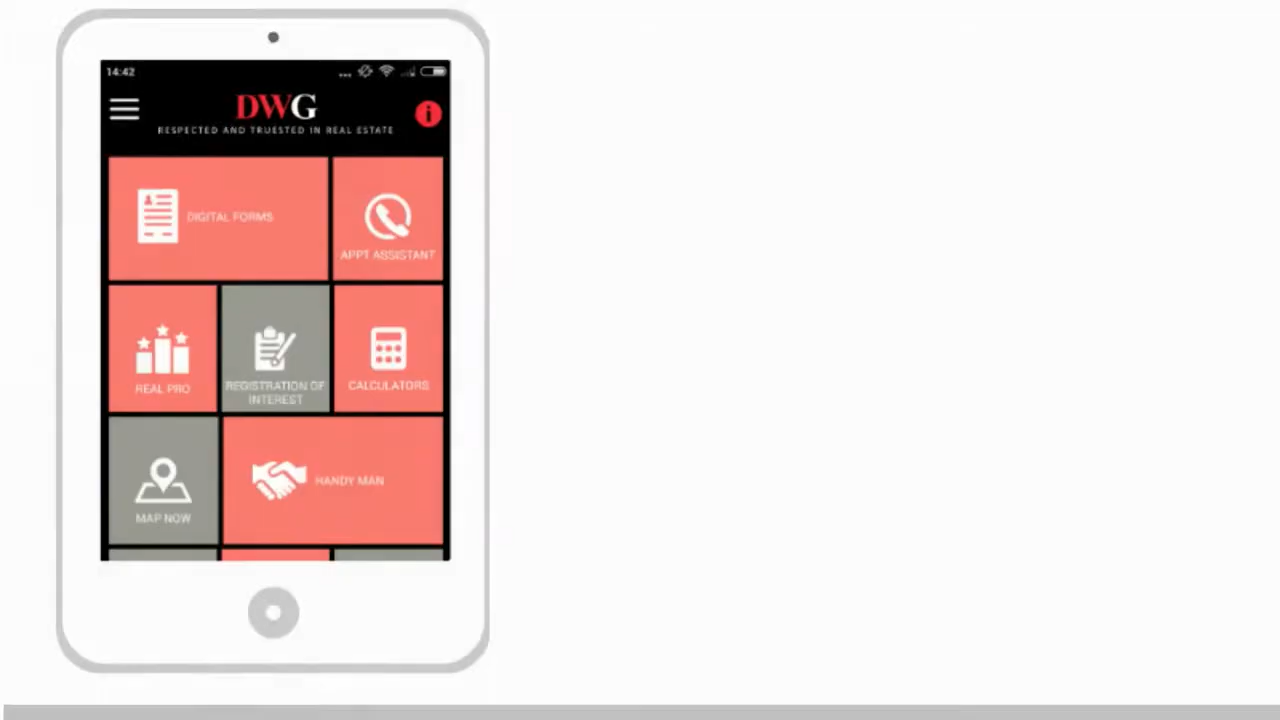 14:42
DWG
RESPECTED AND TRUESTED IN REAL ESTATE
DIGITAL FORMS
APPT ASSISTANT
REAL PRO
REGISTRATION OF
INTEREST
CALCULATORS
MAP NOW
HANDY MAN